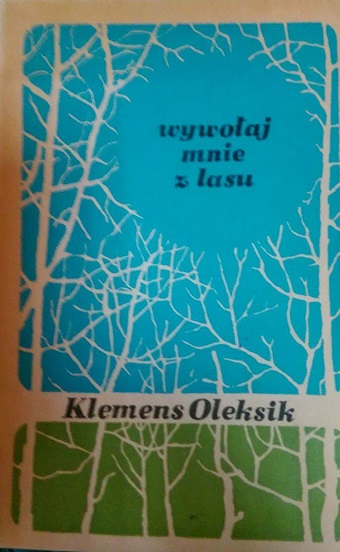 wywołaj
mnie
z lasu
Klemens Oleksik